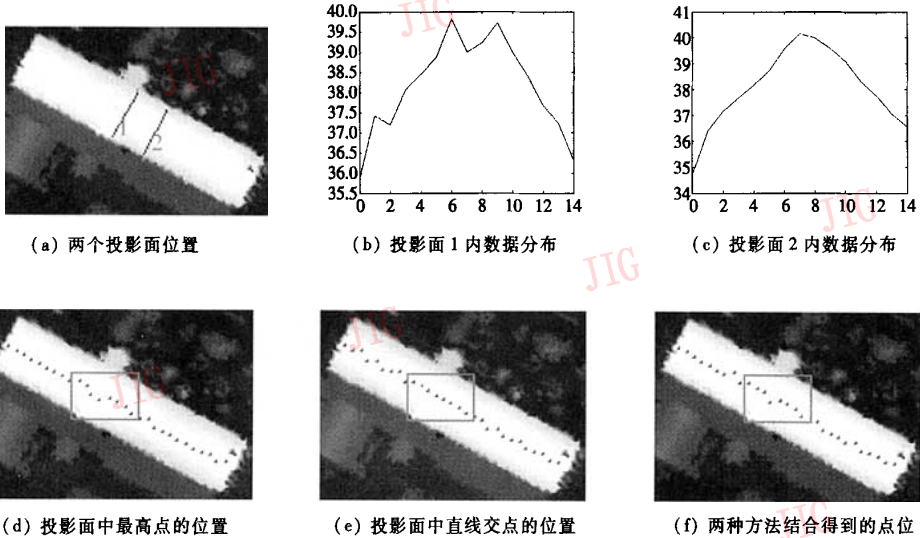 1
2
JIG
(a) 两个投影面位置
40.0
39.5
39.0
38.5
38.0
37.5
37.0
36.5
36.0
35.5
0 2 4 6 8 10 12 14
JIG
(b) 投影面 1 内数据分布
41
40
38
36
35
34
0 2 4 6 8 10 12 14
JIG
(c) 投影面 2 内数据分布
JIG
JIG
(d) 投影面中最高点的位置
JIG
(e) 投影面中直线交点的位置
(f) 两种方法结合得到的点位
JIG